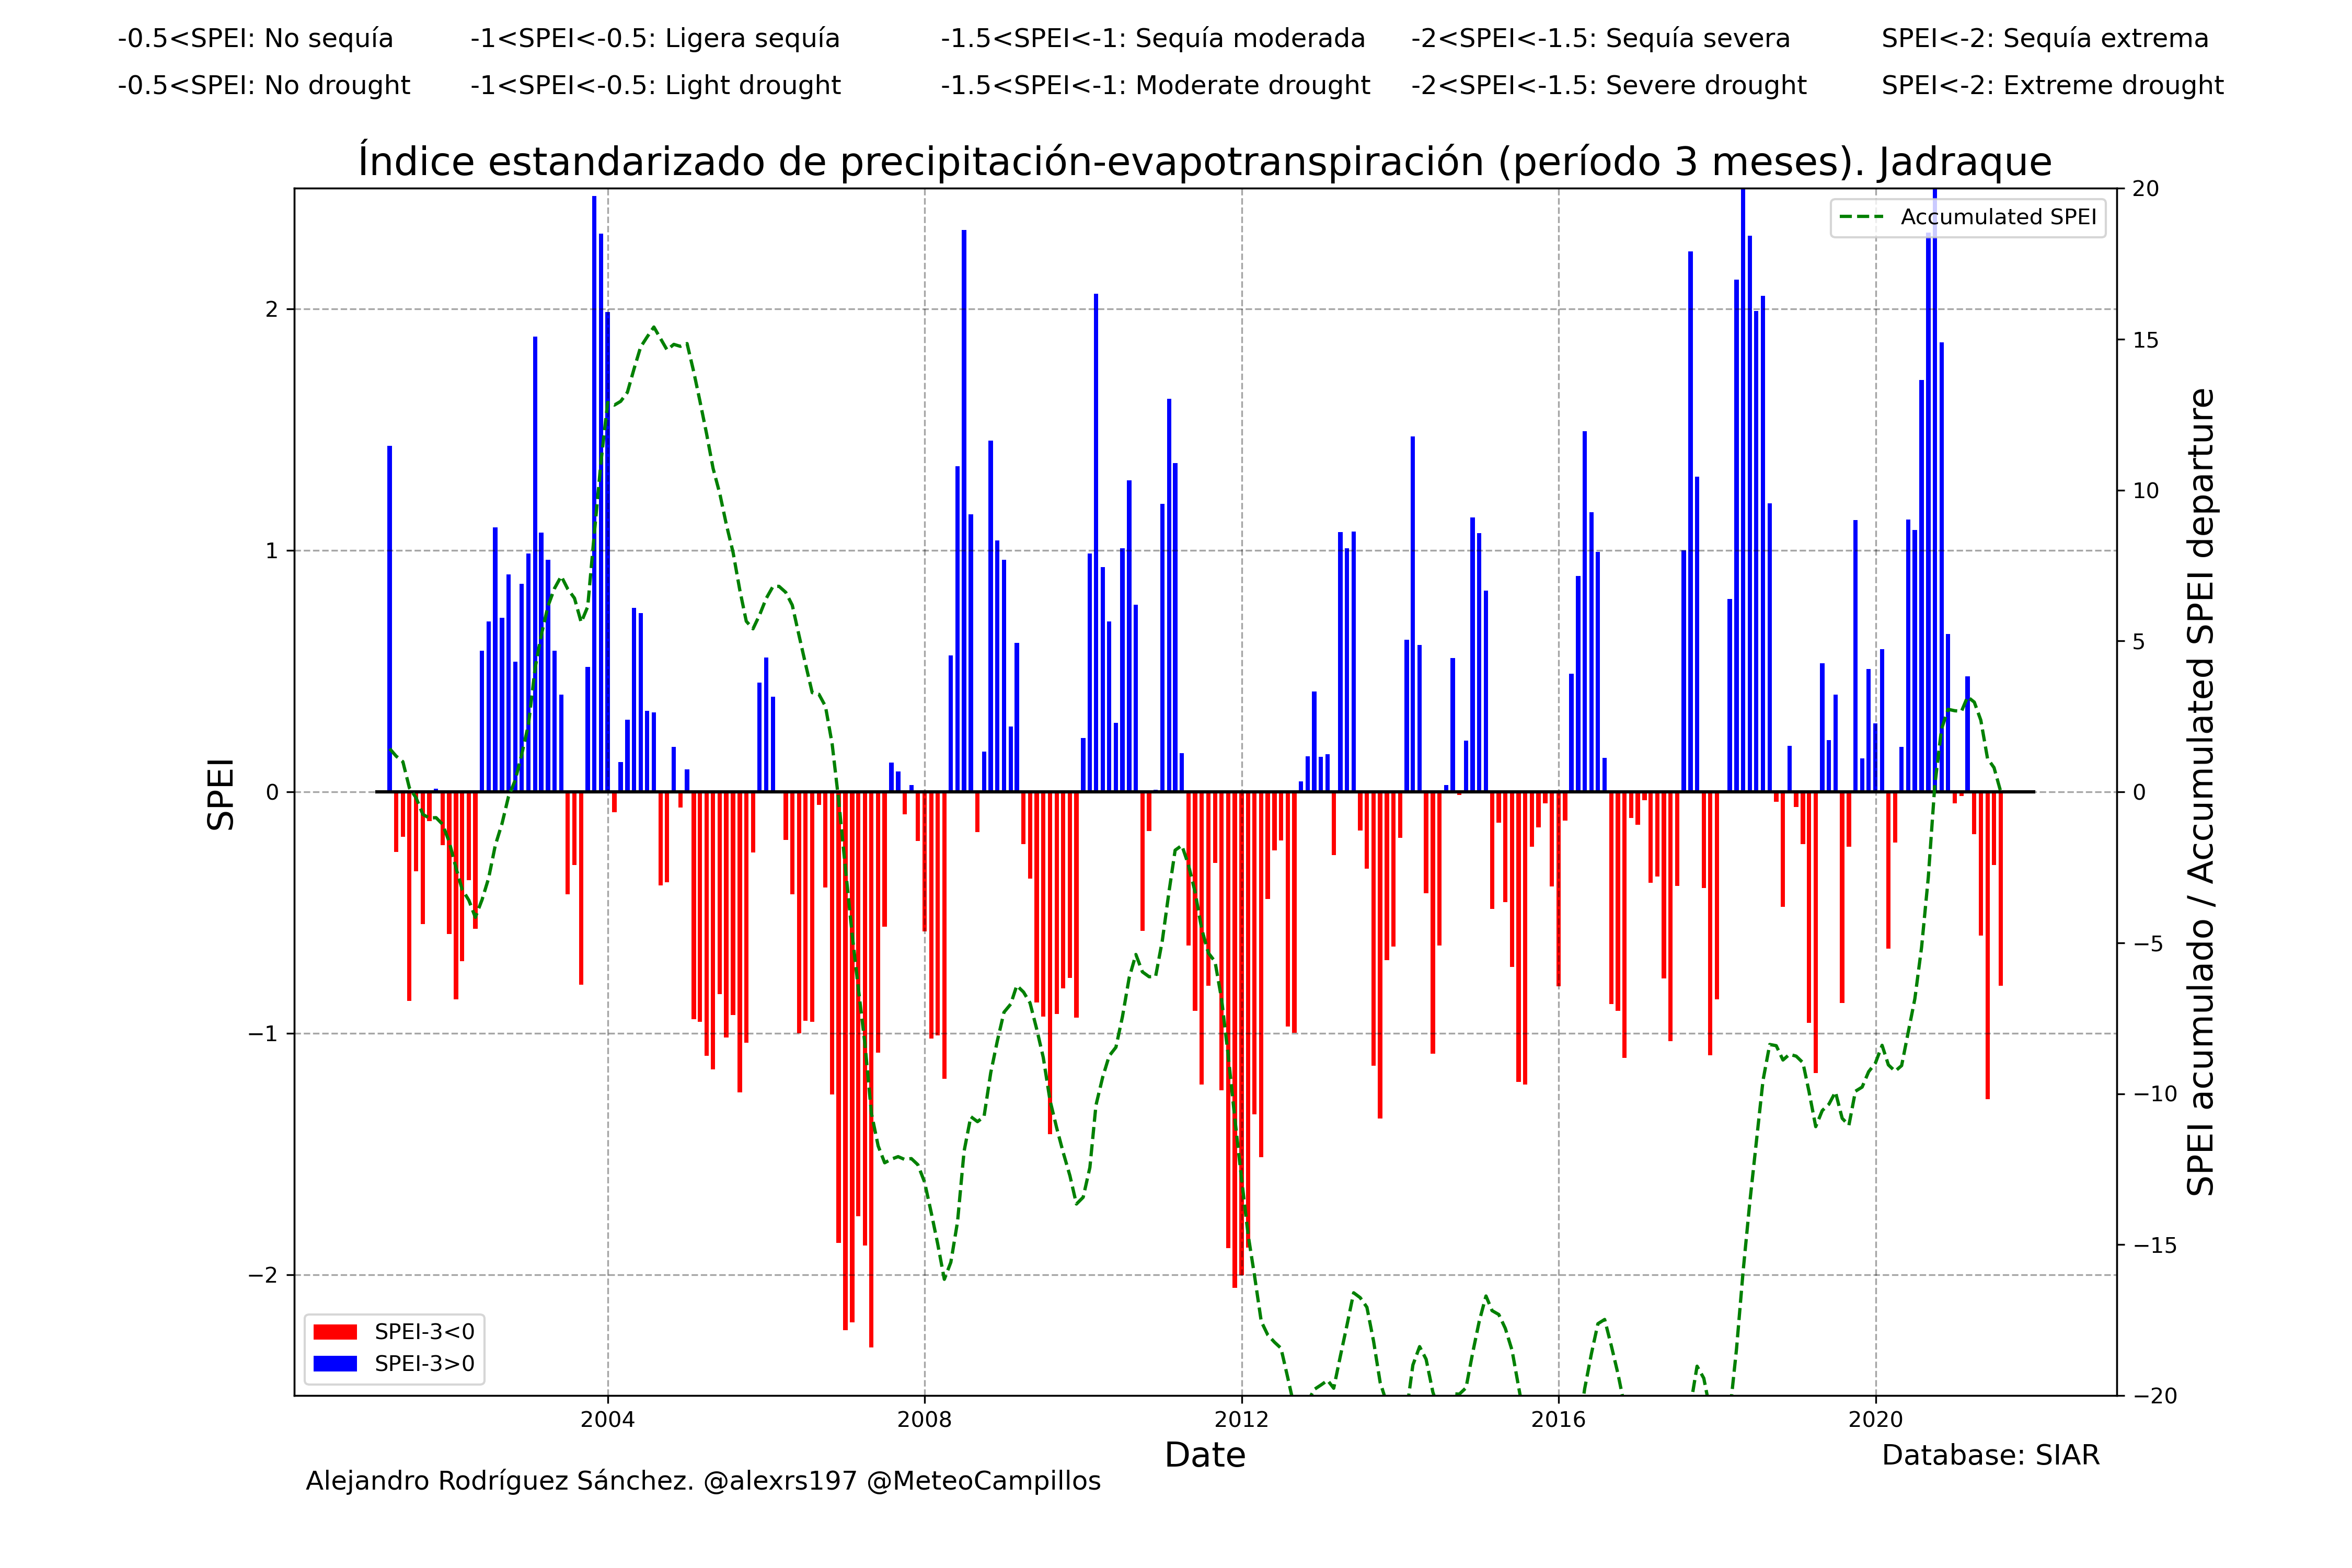 -0.5<SPEI: No sequía -1<SPEI<-0.5: Ligera sequía -1.5<SPEI<-1: Sequía moderada -2<SPEI<-1.5: Sequía severa SPEI<-2: Sequía extrema
-0.5<SPEI: No drought -1<SPEI<-0.5: Light drought -1.5<SPEI<-1: Moderate drought -2<SPEI<-1.5: Severe drought SPEI<-2: Extreme drought
Índice estandarizado de precipitación-evapotranspiración (período 3 meses). Jadraque
Accumulated SPEI
SPEI
2
1
0
−1
−2
20
15
10
5
0
−5
−10
−15
−20
SPEI acumulado / Accumulated SPEI departure
SPEI-3<0
SPEI-3>0
2004 2008 2012 2016 2020
Date
Database: SIAR
Alejandro Rodríguez Sánchez. @alexrs197 @MeteoCampillos